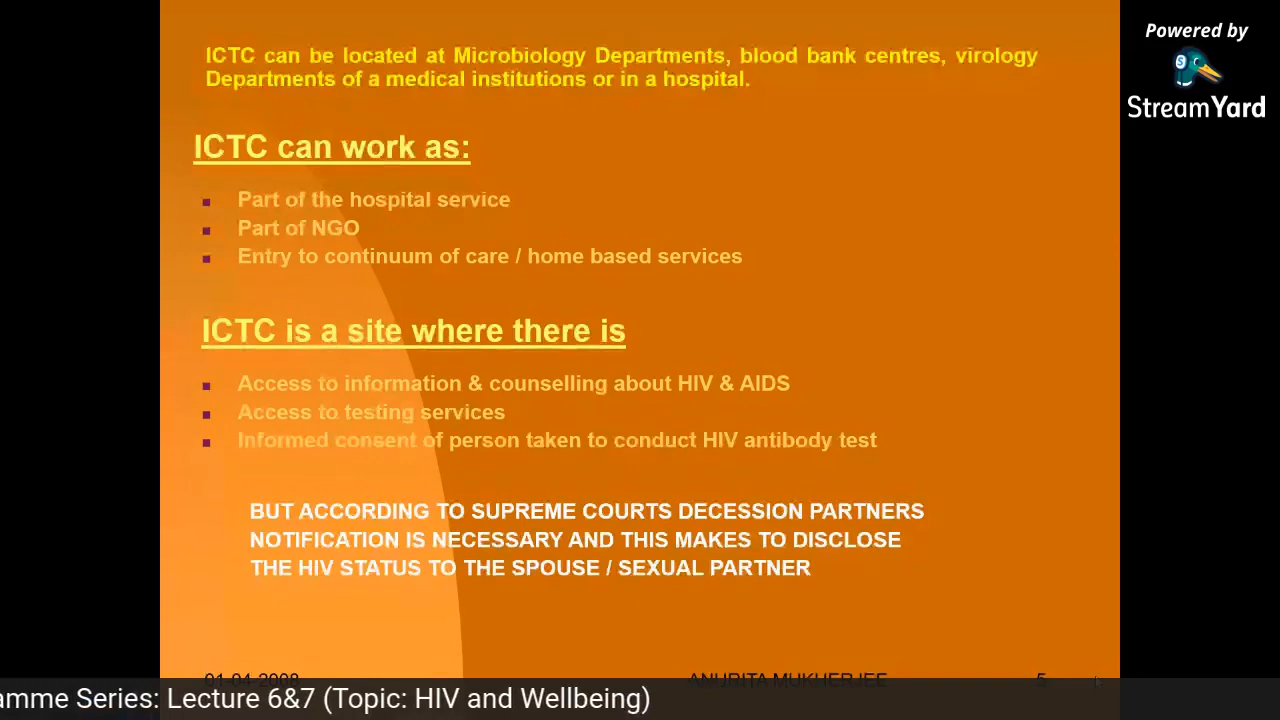 Powered by
StreamYard
ICTC can be located at Microbiology Departments, blood bank centres, virology
Departments of a medical institutions or in a hospital.
ICTC can work as:
Part of the hospital service
Part of NGO
Entry to continuum of care / home based services
ICTC is a site where there is
Access to information & counselling about HIV & AIDS
Access to testing services
Informed consent of person taken to conduct HIV antibody test
BUT ACCORDING TO SUPREME COURTS DECESSION PARTNERS
NOTIFICATION IS NECESSARY AND THIS MAKES TO DISCLOSE
THE HIV STATUS TO THE SPOUSE / SEXUAL PARTNER
01-04-2008 ANURITA MUKHERJEE 5
amme Series: Lecture 6&7 (Topic: HIV and Wellbeing)